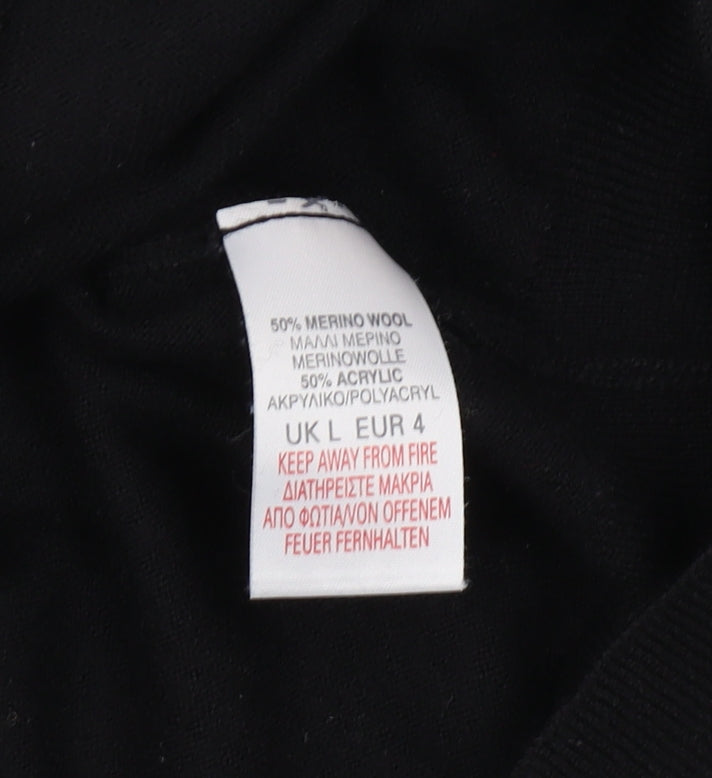 50% MERINO WOOL
ΜΑΛΛΙ ΜΕΡΙΝΟ
MERINOWOLLE
50% ACRYLIC
ΑΚΡΥΛΙΚΟ/POLYACRYL
UK L EUR 4
KEEP AWAY FROM FIRE
ΔΙΑΤΗΡΕΙΣΤΕ ΜΑΚΡΙΑ
ΑΠΟ ΦΩΤΙΑ/VON OFFENEM
FEUER FERNHALTEN